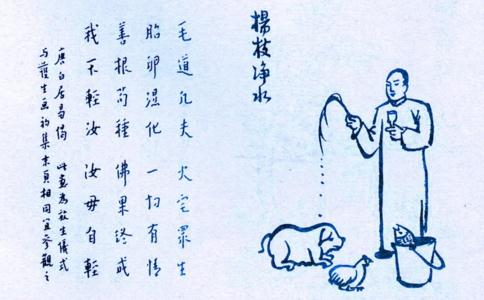 楊枝净水
毛道凡夫 火宅眾生
胎卵濕化 一切有情
善根苟種 佛果終成
我不輕汝 汝毋自輕
唐白居易偈 此畫為放生儀式
与護生画初集末頁相同宜參觀之